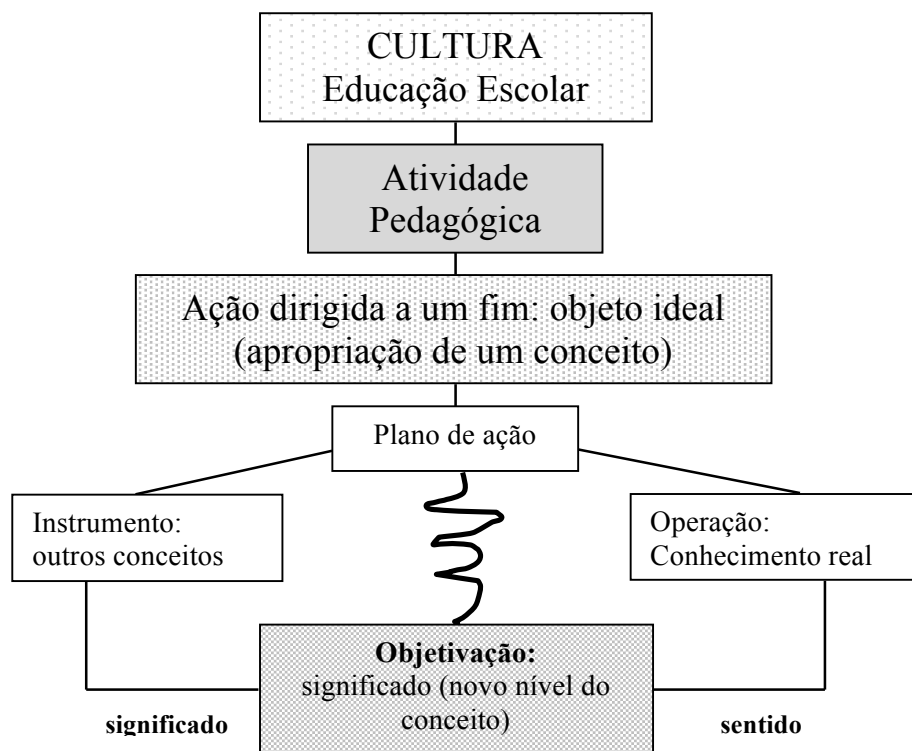 CULTURA
Educação Escolar
Atividade
Pedagógica
Ação dirigida a um fim: objeto ideal
(apropriação de um conceito)
Plano de ação
Instrumento:
outros conceitos
Operação:
Conhecimento real
Objetivação:
significado (novo nível do
conceito)
significado
sentido